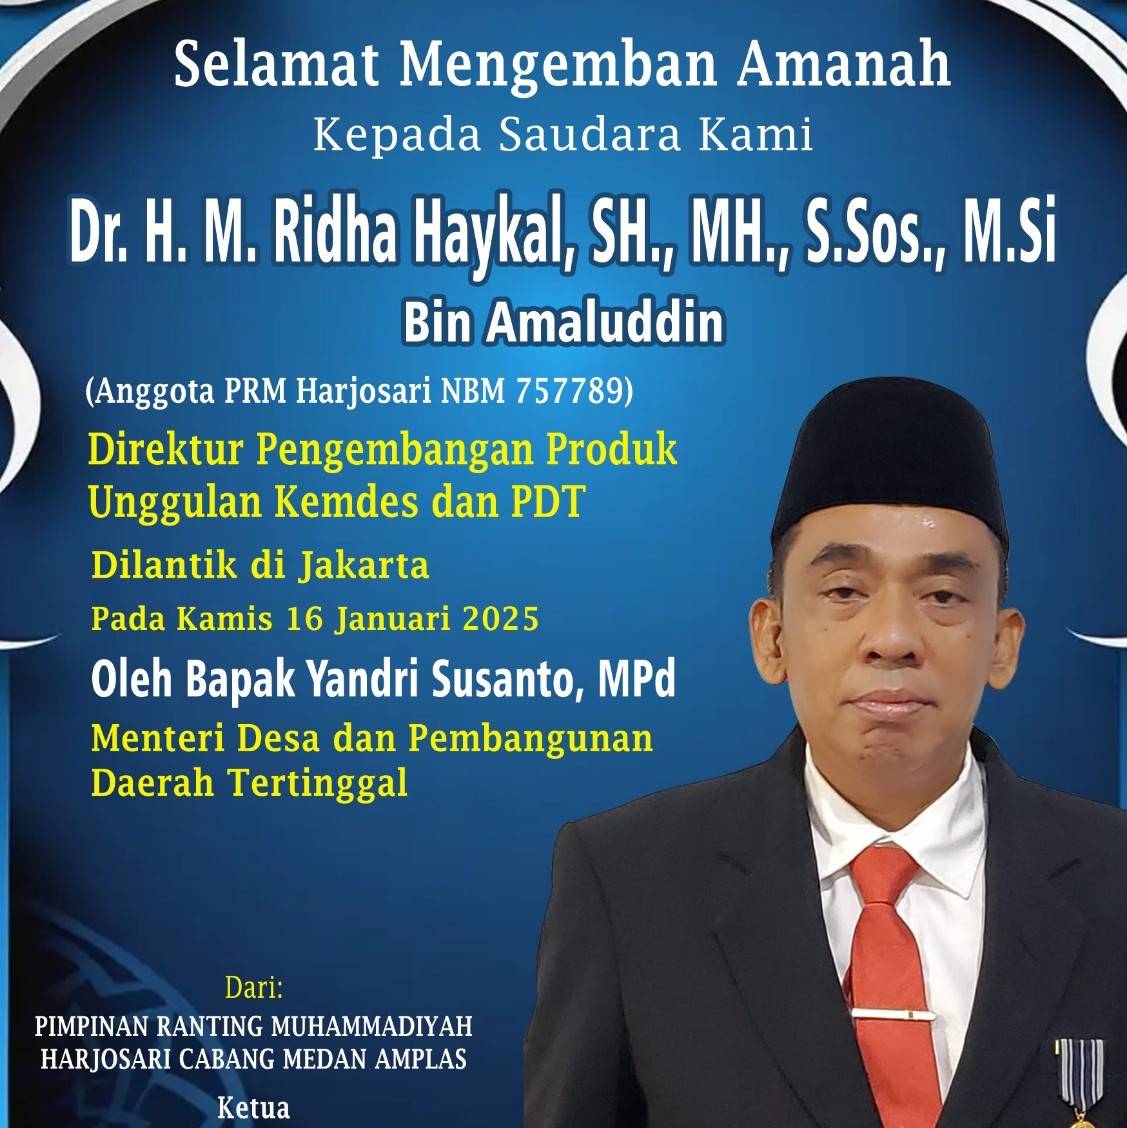 Selamat Mengemban Amanah
Kepada Saudara Kami
Dr. H. M. Ridha Haykal, SH., MH., S.Sos., M.Si
Bin Amaluddin
(Anggota PRM Harjosari NBM 757789)
Direktur Pengembangan Produk
Unggulan Kemdes dan PDT
Dilantik di Jakarta
Pada Kamis 16 Januari 2025
Oleh Bapak Yandri Susanto, MPd
Menteri Desa dan Pembangunan
Daerah Tertinggal
Dari:
PIMPINAN RANTING MUHAMMADIYAH
HARJOSARI CABANG MEDAN AMPLAS
Ketua